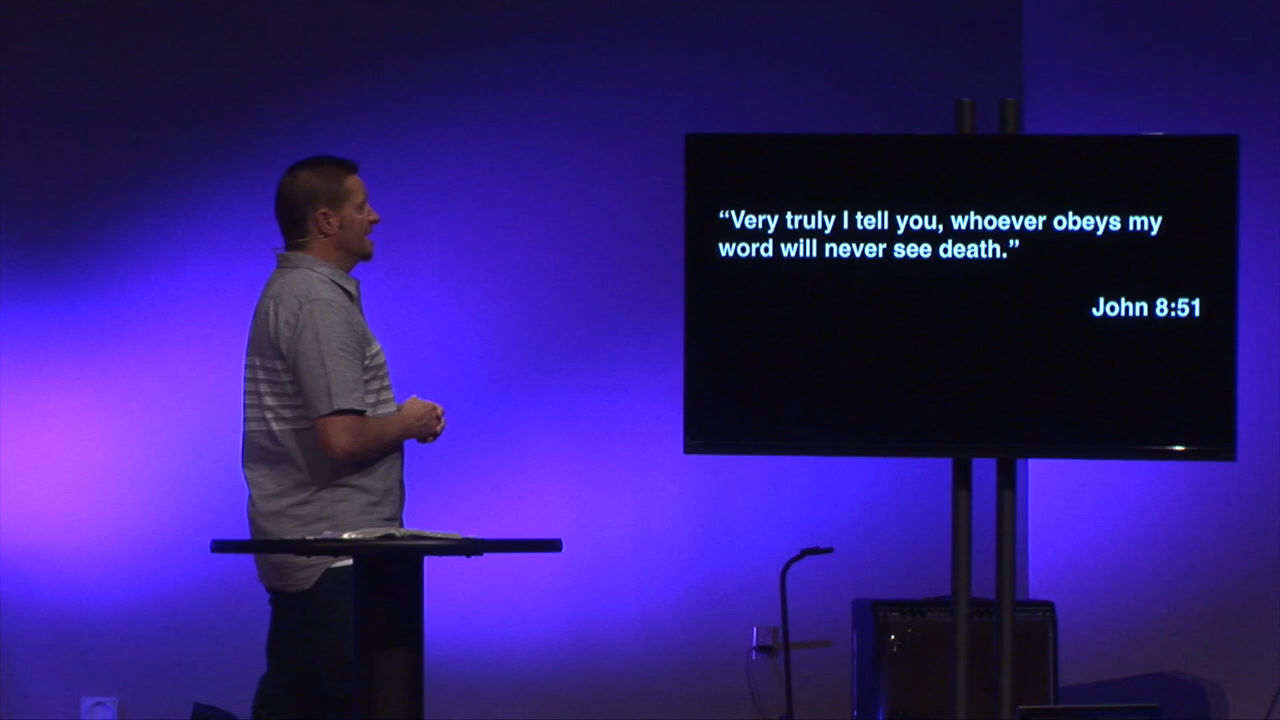 “Very truly I tell you, whoever obeys my
word will never see death.”
John 8:51